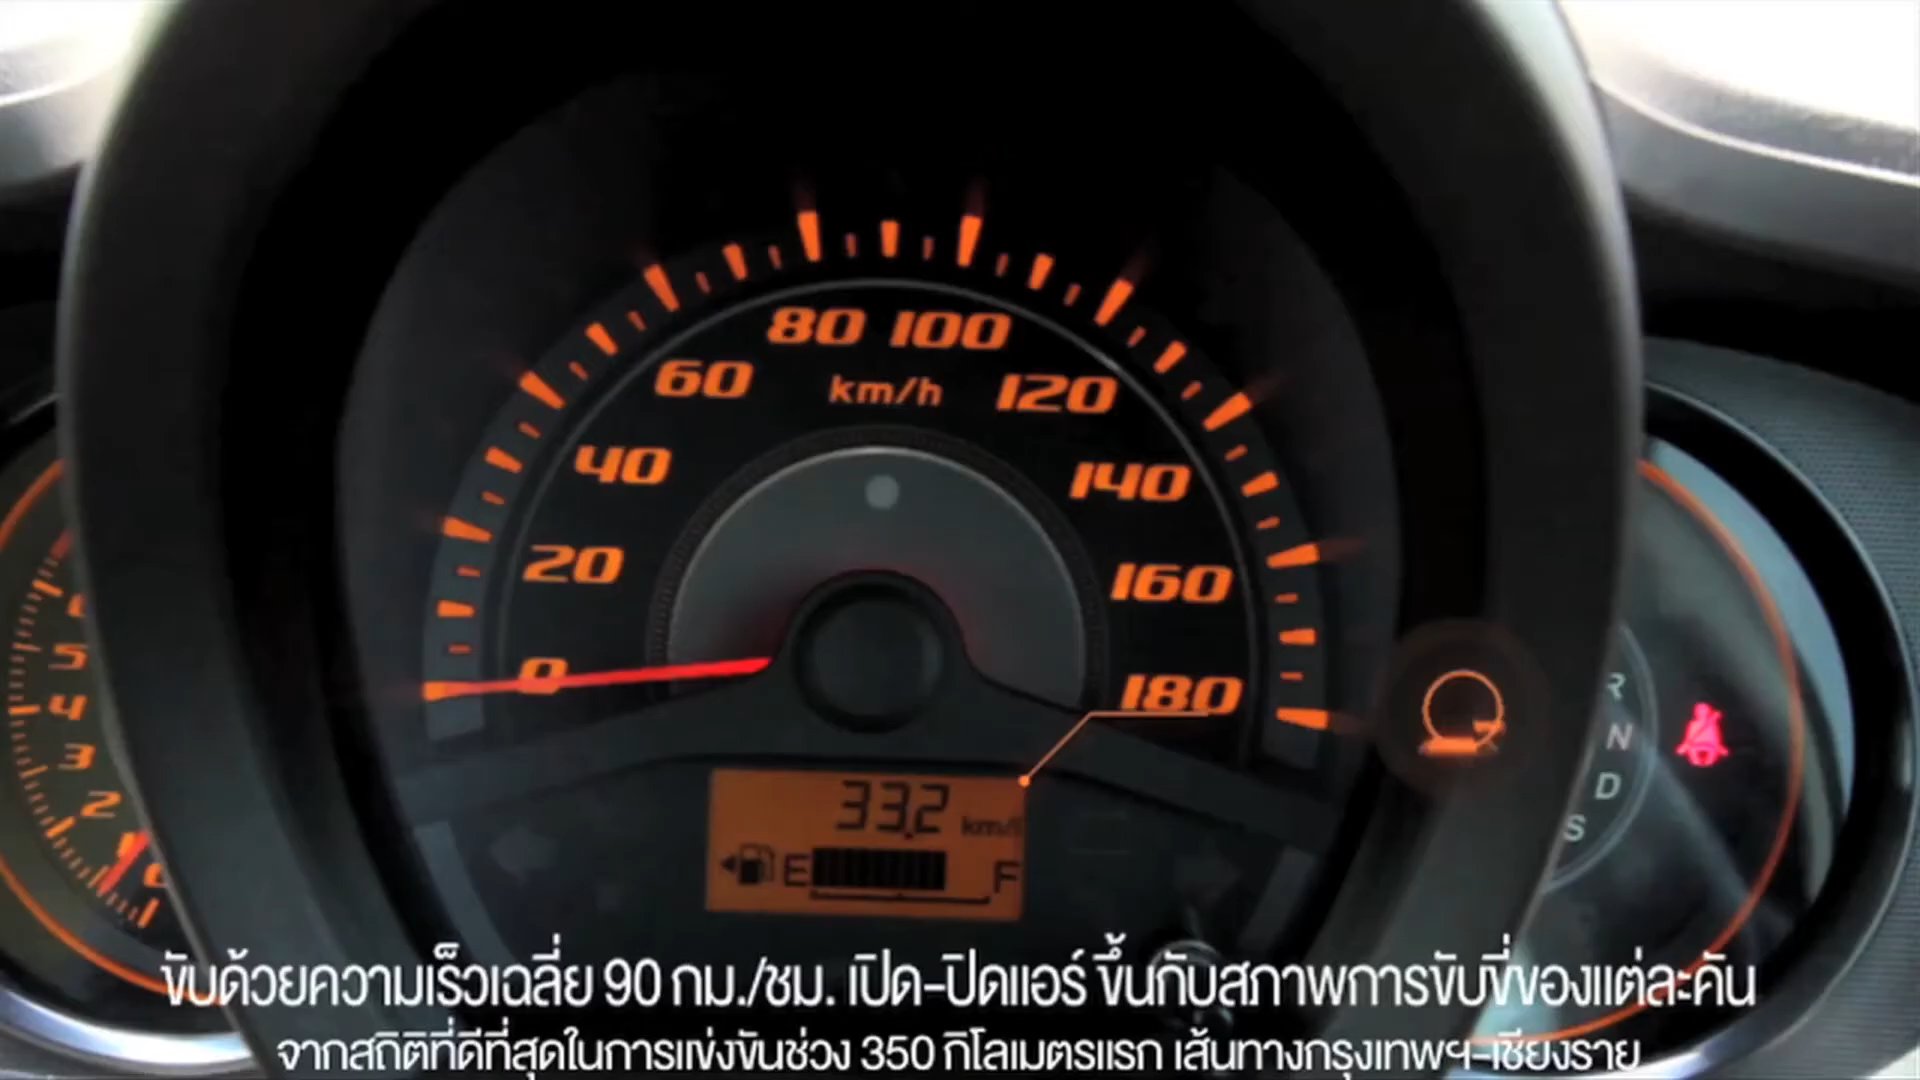 80 100
60 km/h 120
40 140
20 160
0 180
5
4
3
2
R
N
D
S
33.2 km/l
E F
ขับด้วยความเร็วเฉลี่ย 90 กม./ชม. เปิด-ปิดแอร์ ขึ้นกับสภาพการขับขี่ของแต่ละคัน
จากสถิติที่ดีที่สุดในการแข่งขันช่วง 350 กิโลเมตรแรก เส้นทางกรุงเทพฯ-เชียงราย